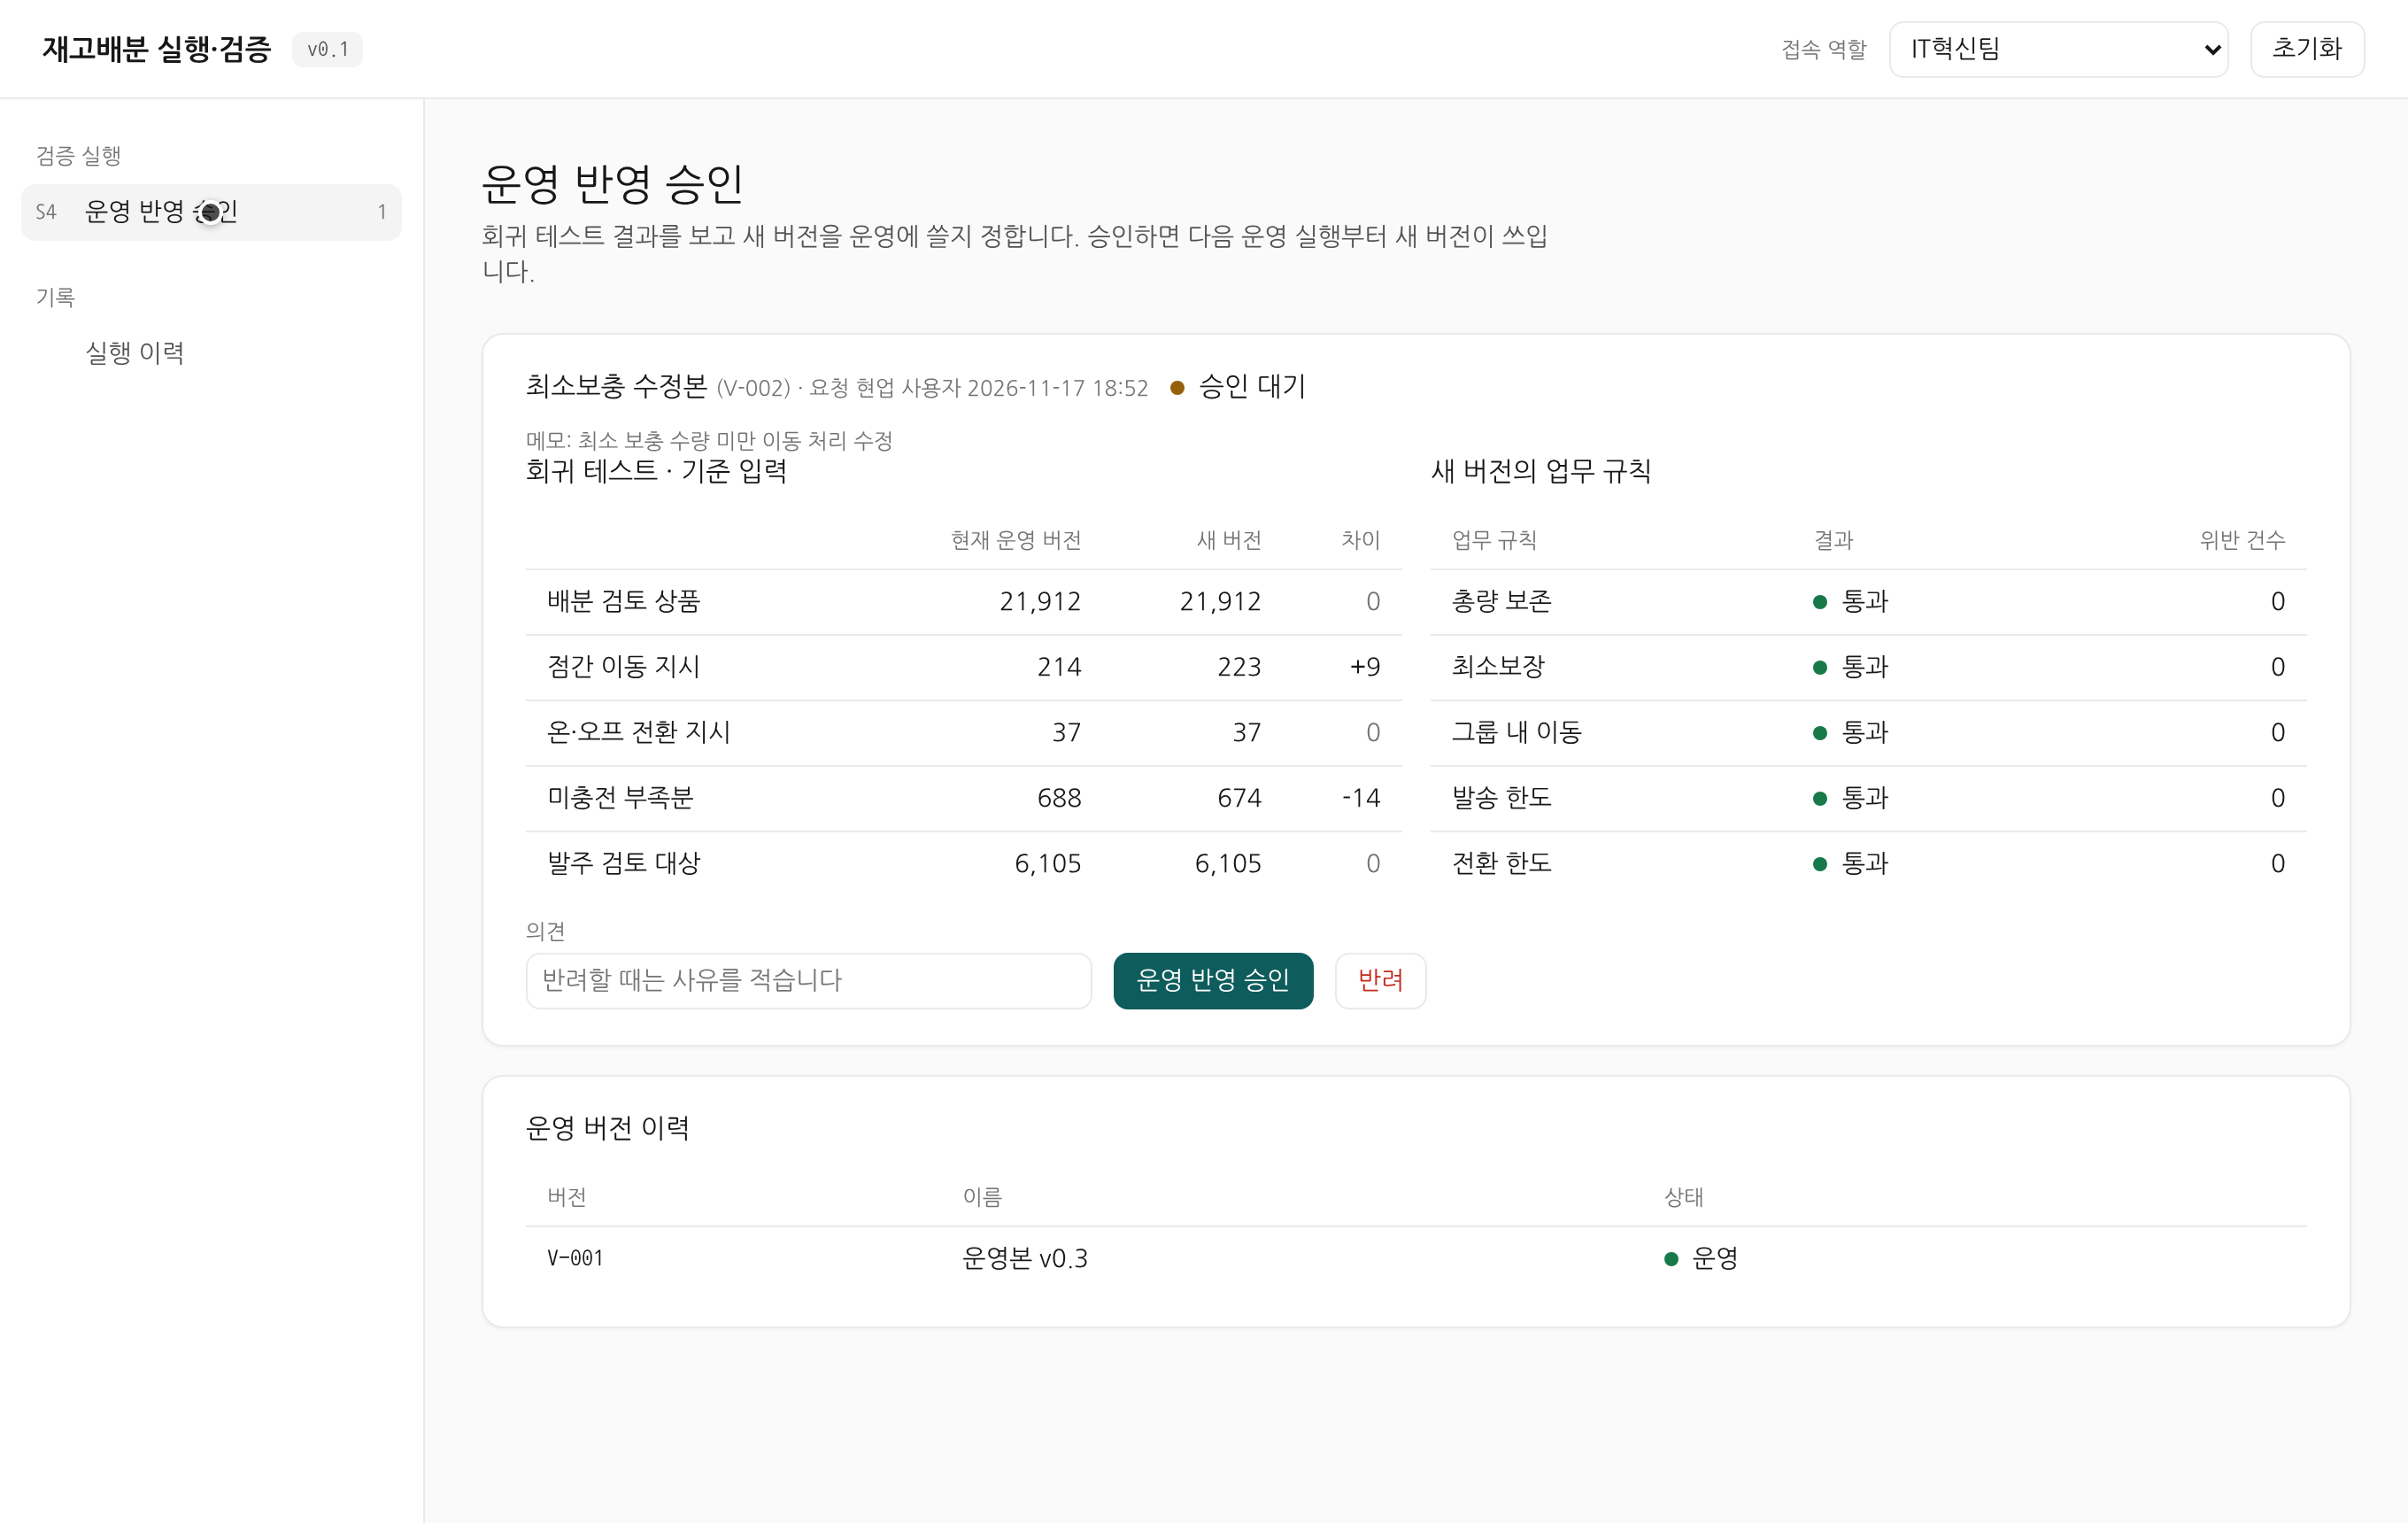 재고배분 실행·검증 v0.1 접속 역할 IT혁신팀 초기화
검증 실행
S4 운영 반영 승인 1
기록
실행 이력
운영 반영 승인
회귀 테스트 결과를 보고 새 버전을 운영에 쓸지 정합니다. 승인하면 다음 운영 실행부터 새 버전이 쓰입
니다.
최소보충 수정본 (V-002) · 요청 현업 사용자 2026-11-17 18:52 승인 대기
메모: 최소 보충 수량 미만 이동 처리 수정
회귀 테스트 · 기준 입력
현재 운영 버전 새 버전 차이
배분 검토 상품 21,912 21,912 0
점간 이동 지시 214 223 +9
온·오프 전환 지시 37 37 0
미충전 부족분 688 674 -14
발주 검토 대상 6,105 6,105 0
새 버전의 업무 규칙
업무 규칙 결과 위반 건수
총량 보존 통과 0
최소보장 통과 0
그룹 내 이동 통과 0
발송 한도 통과 0
전환 한도 통과 0
의견
반려할 때는 사유를 적습니다 운영 반영 승인 반려
운영 버전 이력
버전 이름 상태
V-001 운영본 v0.3 운영